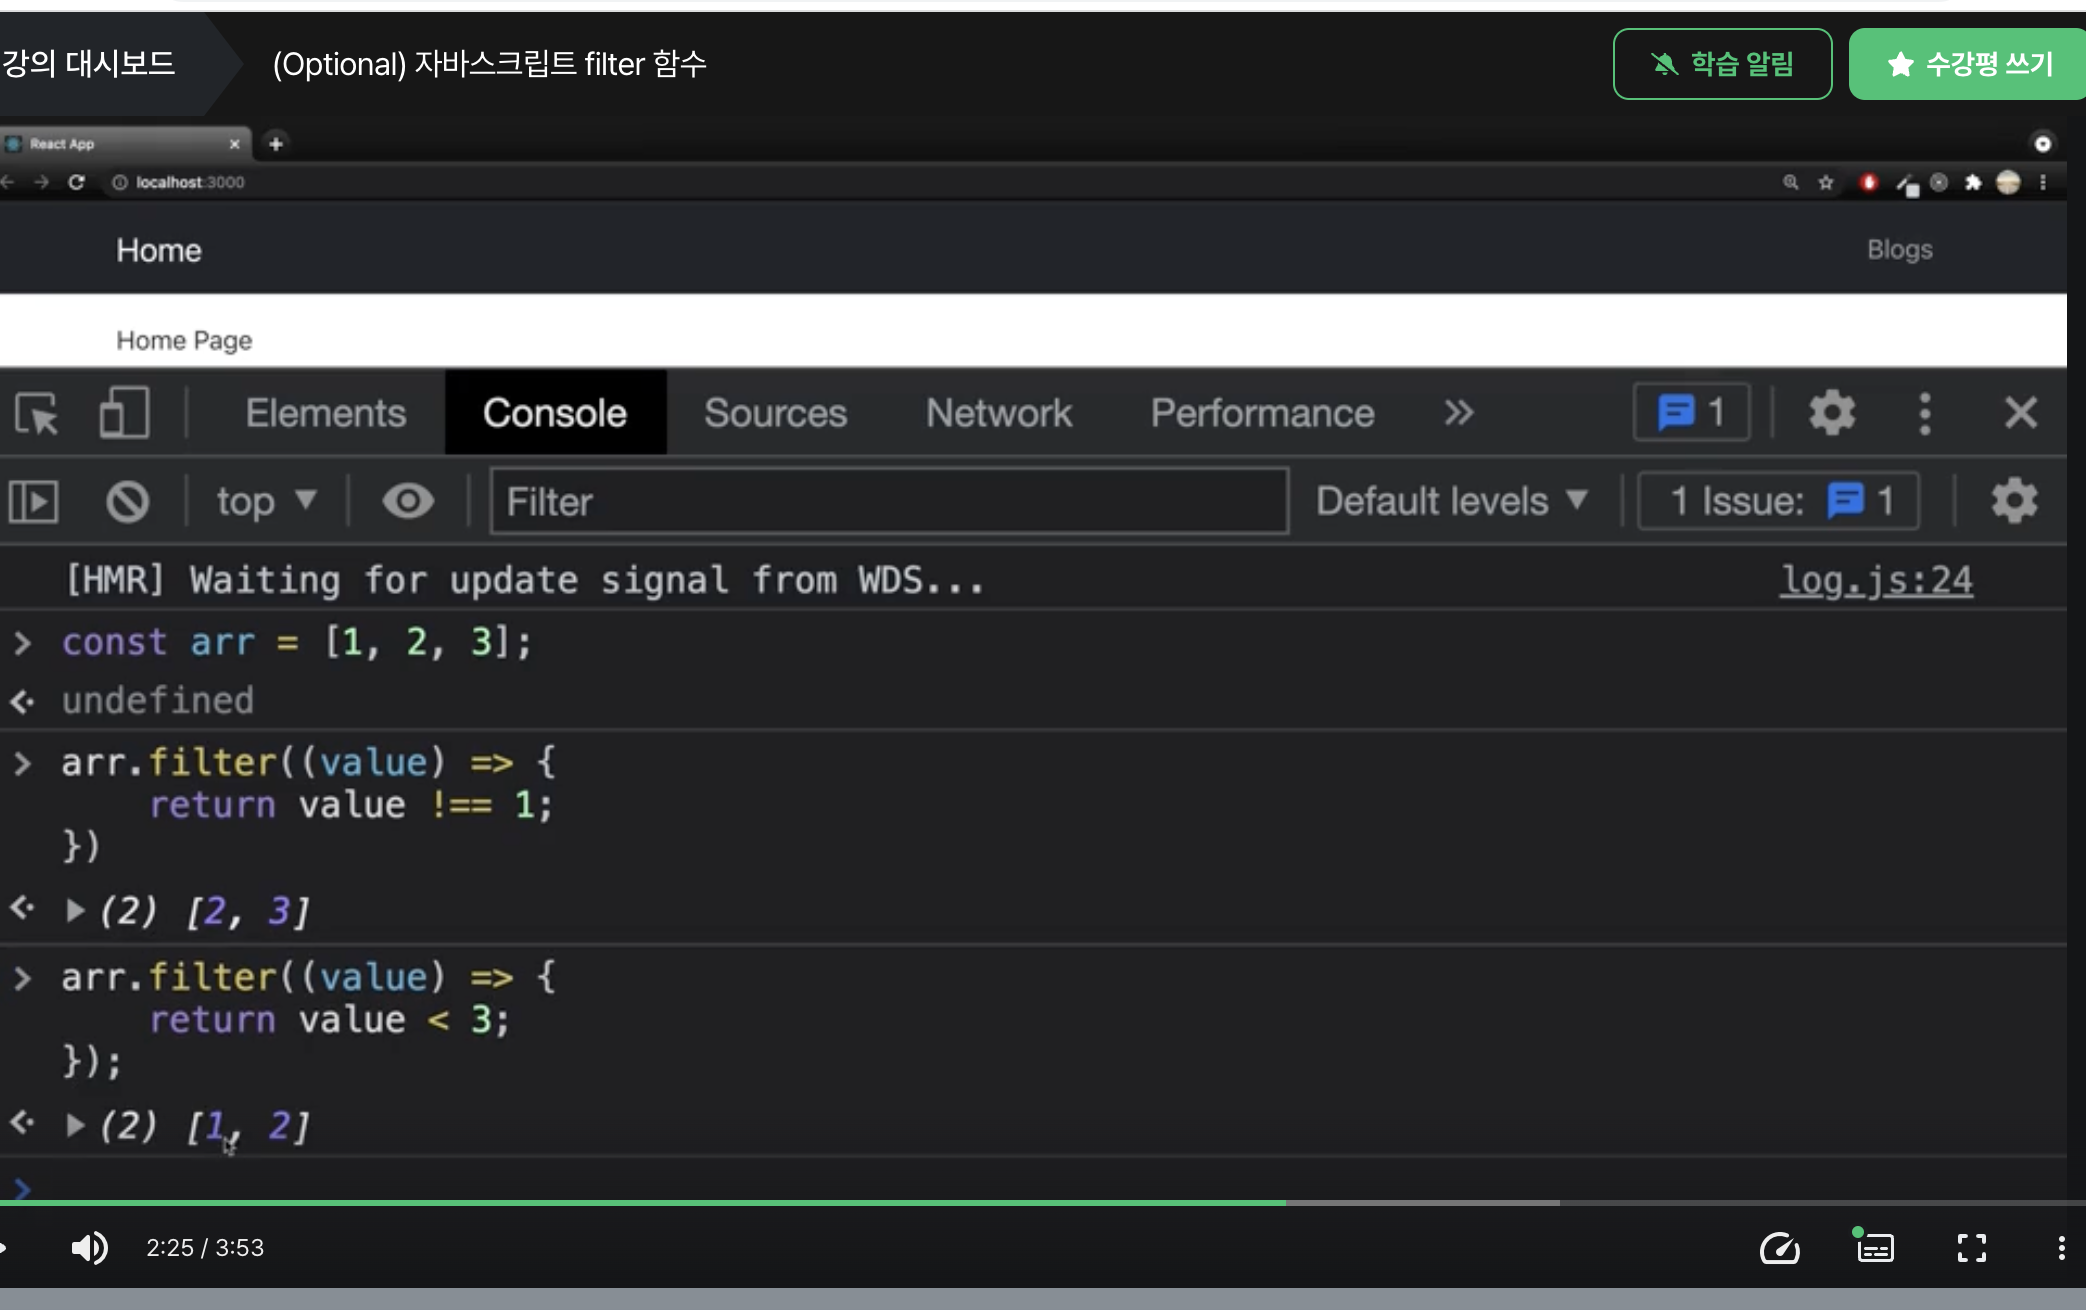 강의 대시보드
(Optional) 자바스크립트 filter 함수
학습 알림
수강평 쓰기
React App
localhost:3000
Home
Blogs
Home Page
Elements
Console
Sources
Network
Performance
1
top
Filter
Default levels
1 Issue:
1
[HMR] Waiting for update signal from WDS...
log.js:24
> const arr = [1, 2, 3];
undefined
> arr.filter((value) => {
return value !== 1;
})
(2) [2, 3]
> arr.filter((value) => {
return value < 3;
});
(2) [1, 2]
>
2:25 / 3:53